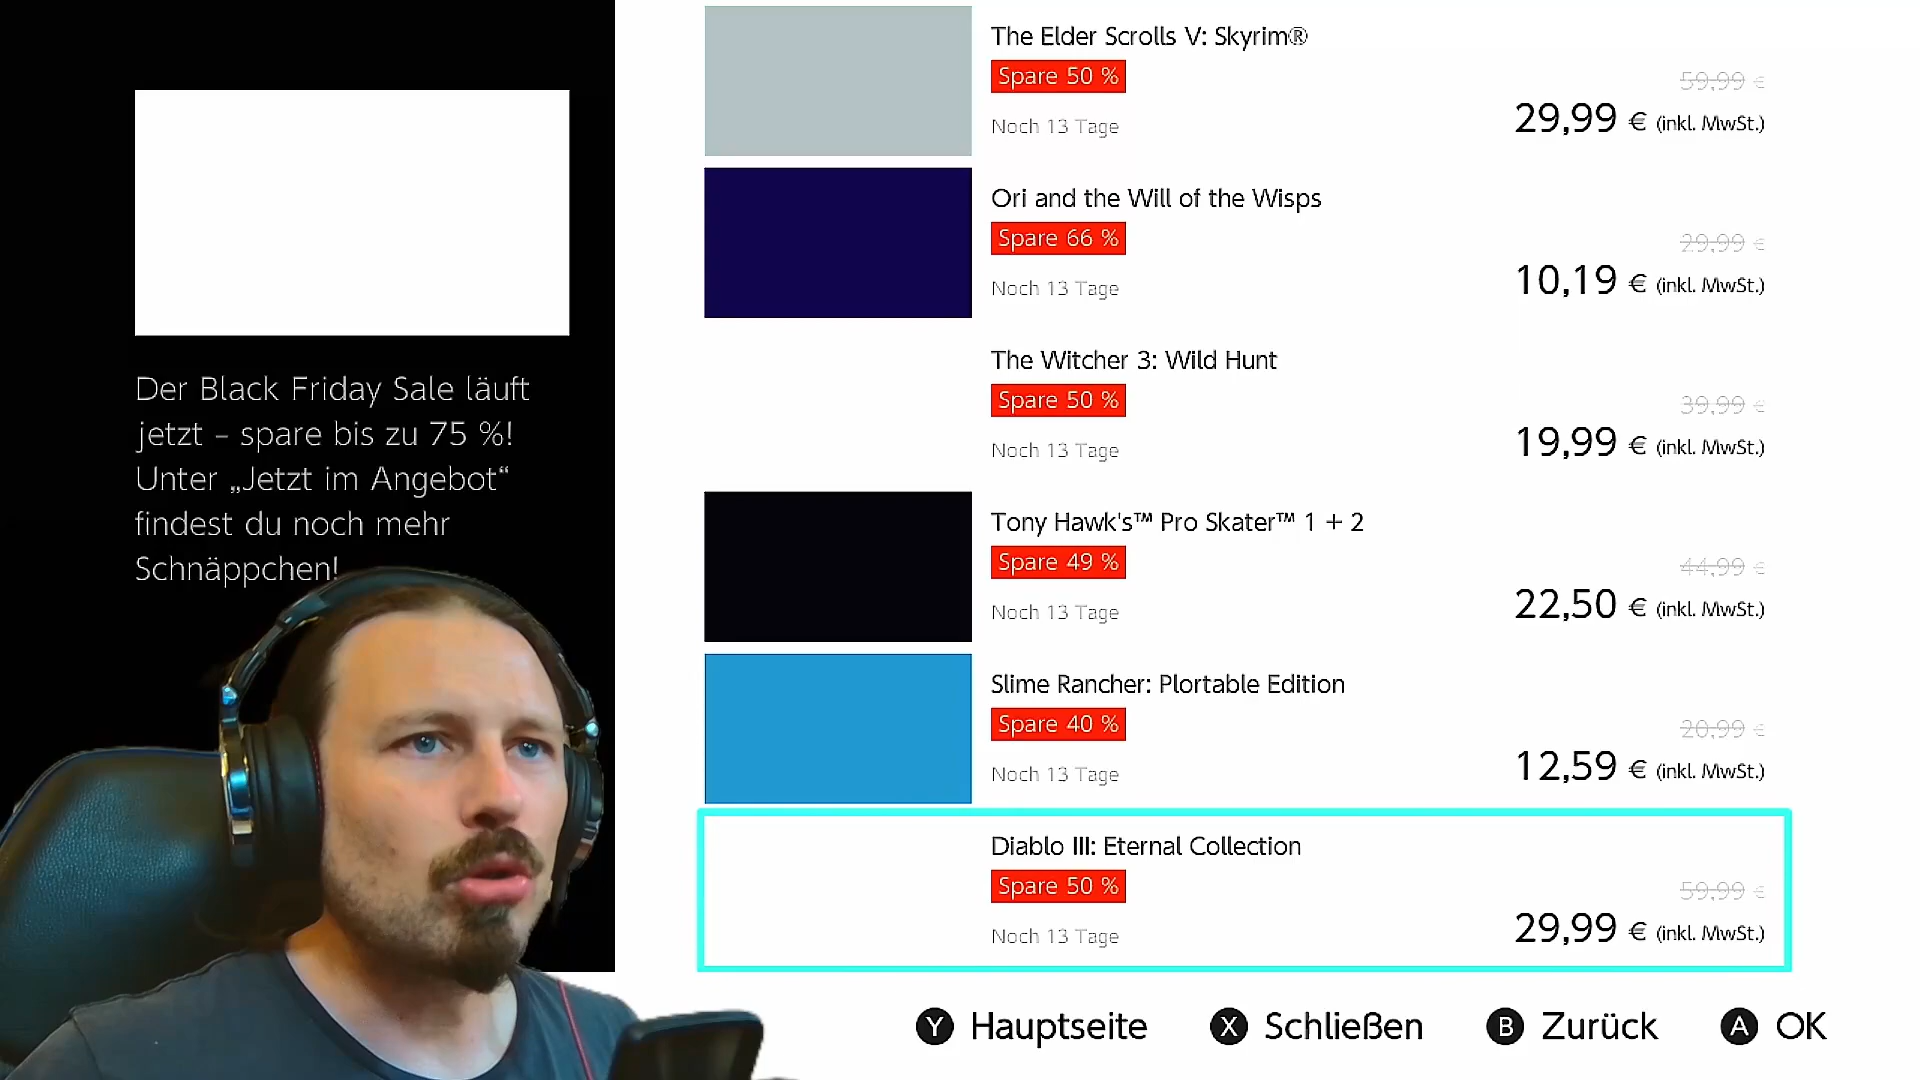 Der Black Friday Sale läuft
jetzt – spare bis zu 75 %!
Unter „Jetzt im Angebot“
findest du noch mehr
Schnäppchen!
The Elder Scrolls V: Skyrim®
Spare 50 %
59,99 €
Noch 13 Tage
29,99 € (inkl. MwSt.)
Ori and the Will of the Wisps
Spare 66 %
29,99 €
Noch 13 Tage
10,19 € (inkl. MwSt.)
The Witcher 3: Wild Hunt
Spare 50 %
39,99 €
Noch 13 Tage
19,99 € (inkl. MwSt.)
Tony Hawk's™ Pro Skater™ 1 + 2
Spare 49 %
44,99 €
Noch 13 Tage
22,50 € (inkl. MwSt.)
Slime Rancher: Plortable Edition
Spare 40 %
20,99 €
Noch 13 Tage
12,59 € (inkl. MwSt.)
Diablo III: Eternal Collection
Spare 50 %
59,99 €
Noch 13 Tage
29,99 € (inkl. MwSt.)
Y Hauptseite X Schließen B Zurück A OK